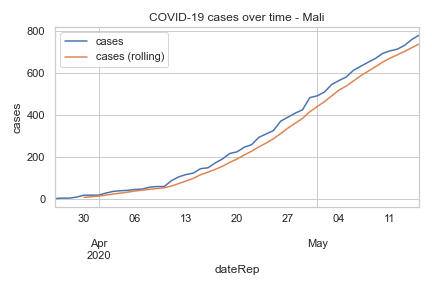 COVID-19 cases over time - Mali
cases
cases (rolling)
800
600
400
200
0
cases
30 06 13 20 27 04 11
Apr May
2020
dateRep